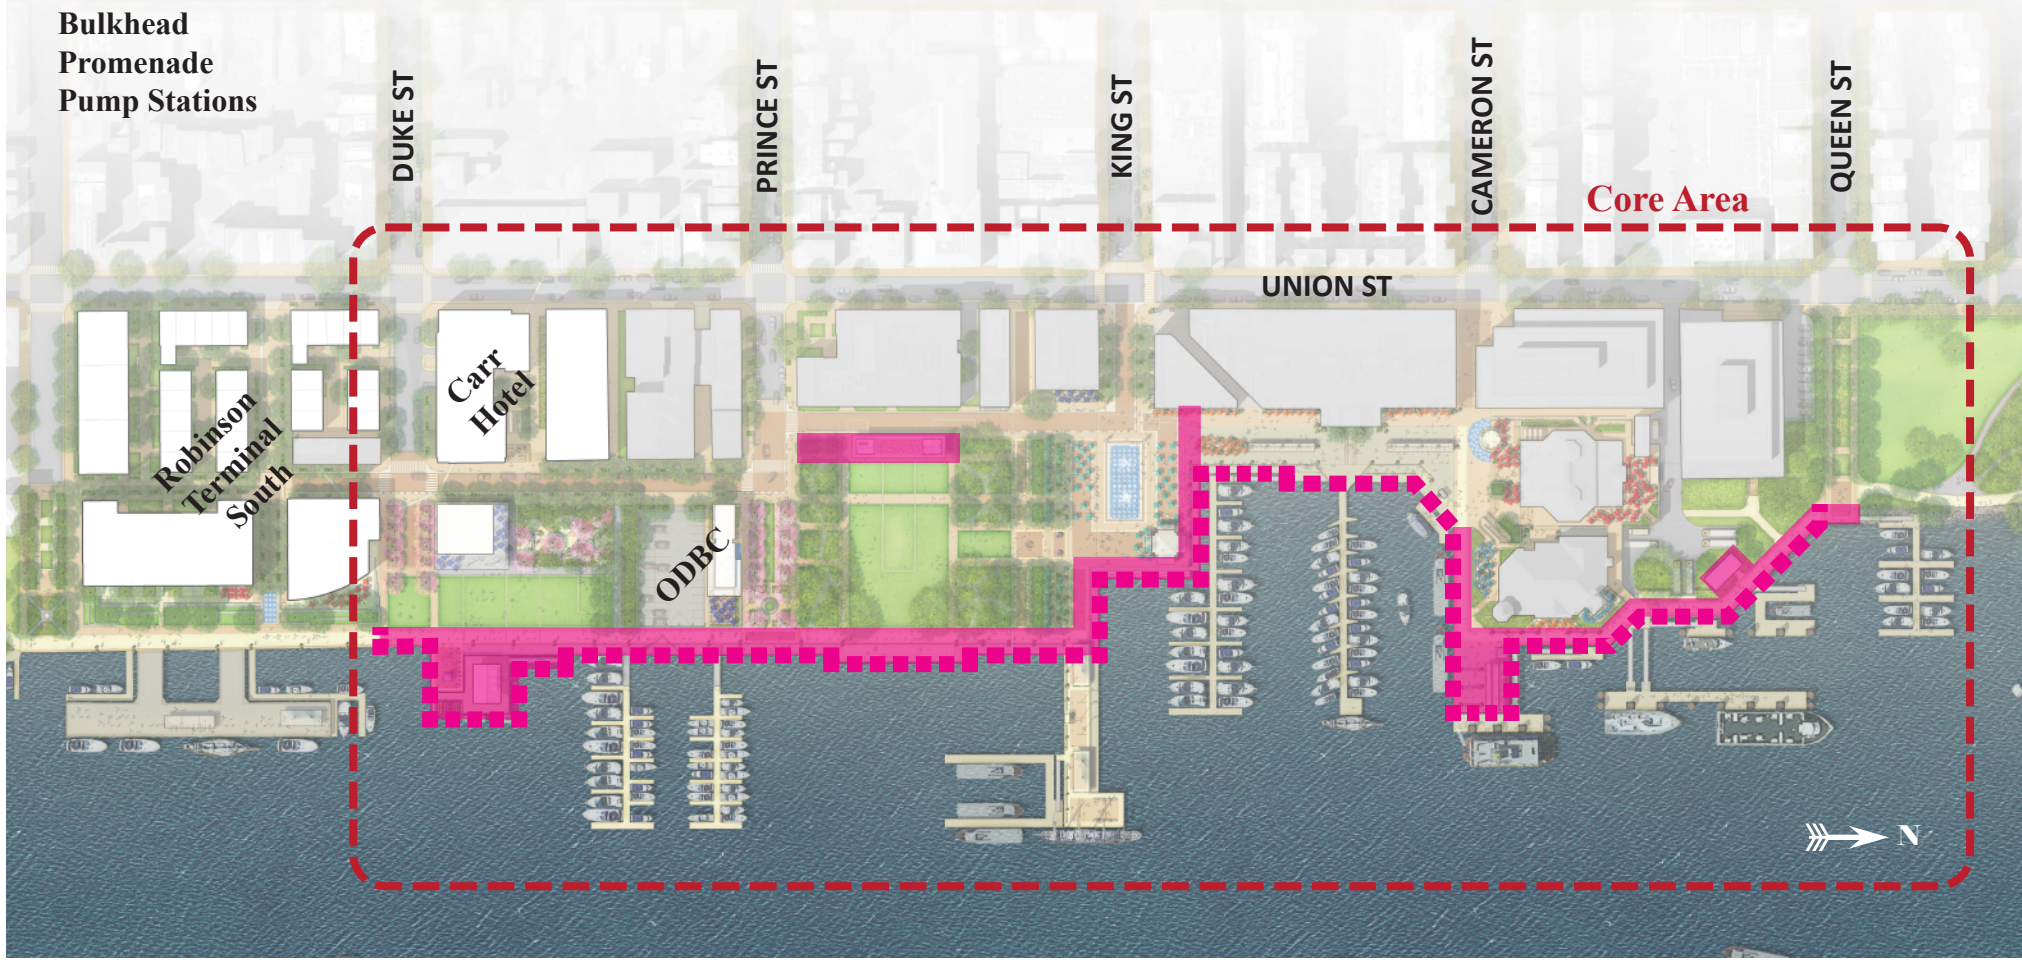 Bulkhead
Promenade
Pump Stations
DUKE ST
PRINCE ST
KING ST
CAMERON ST
QUEEN ST
Core Area
UNION ST
Carr
Hotel
Robinson
Terminal
South
ODBC
N